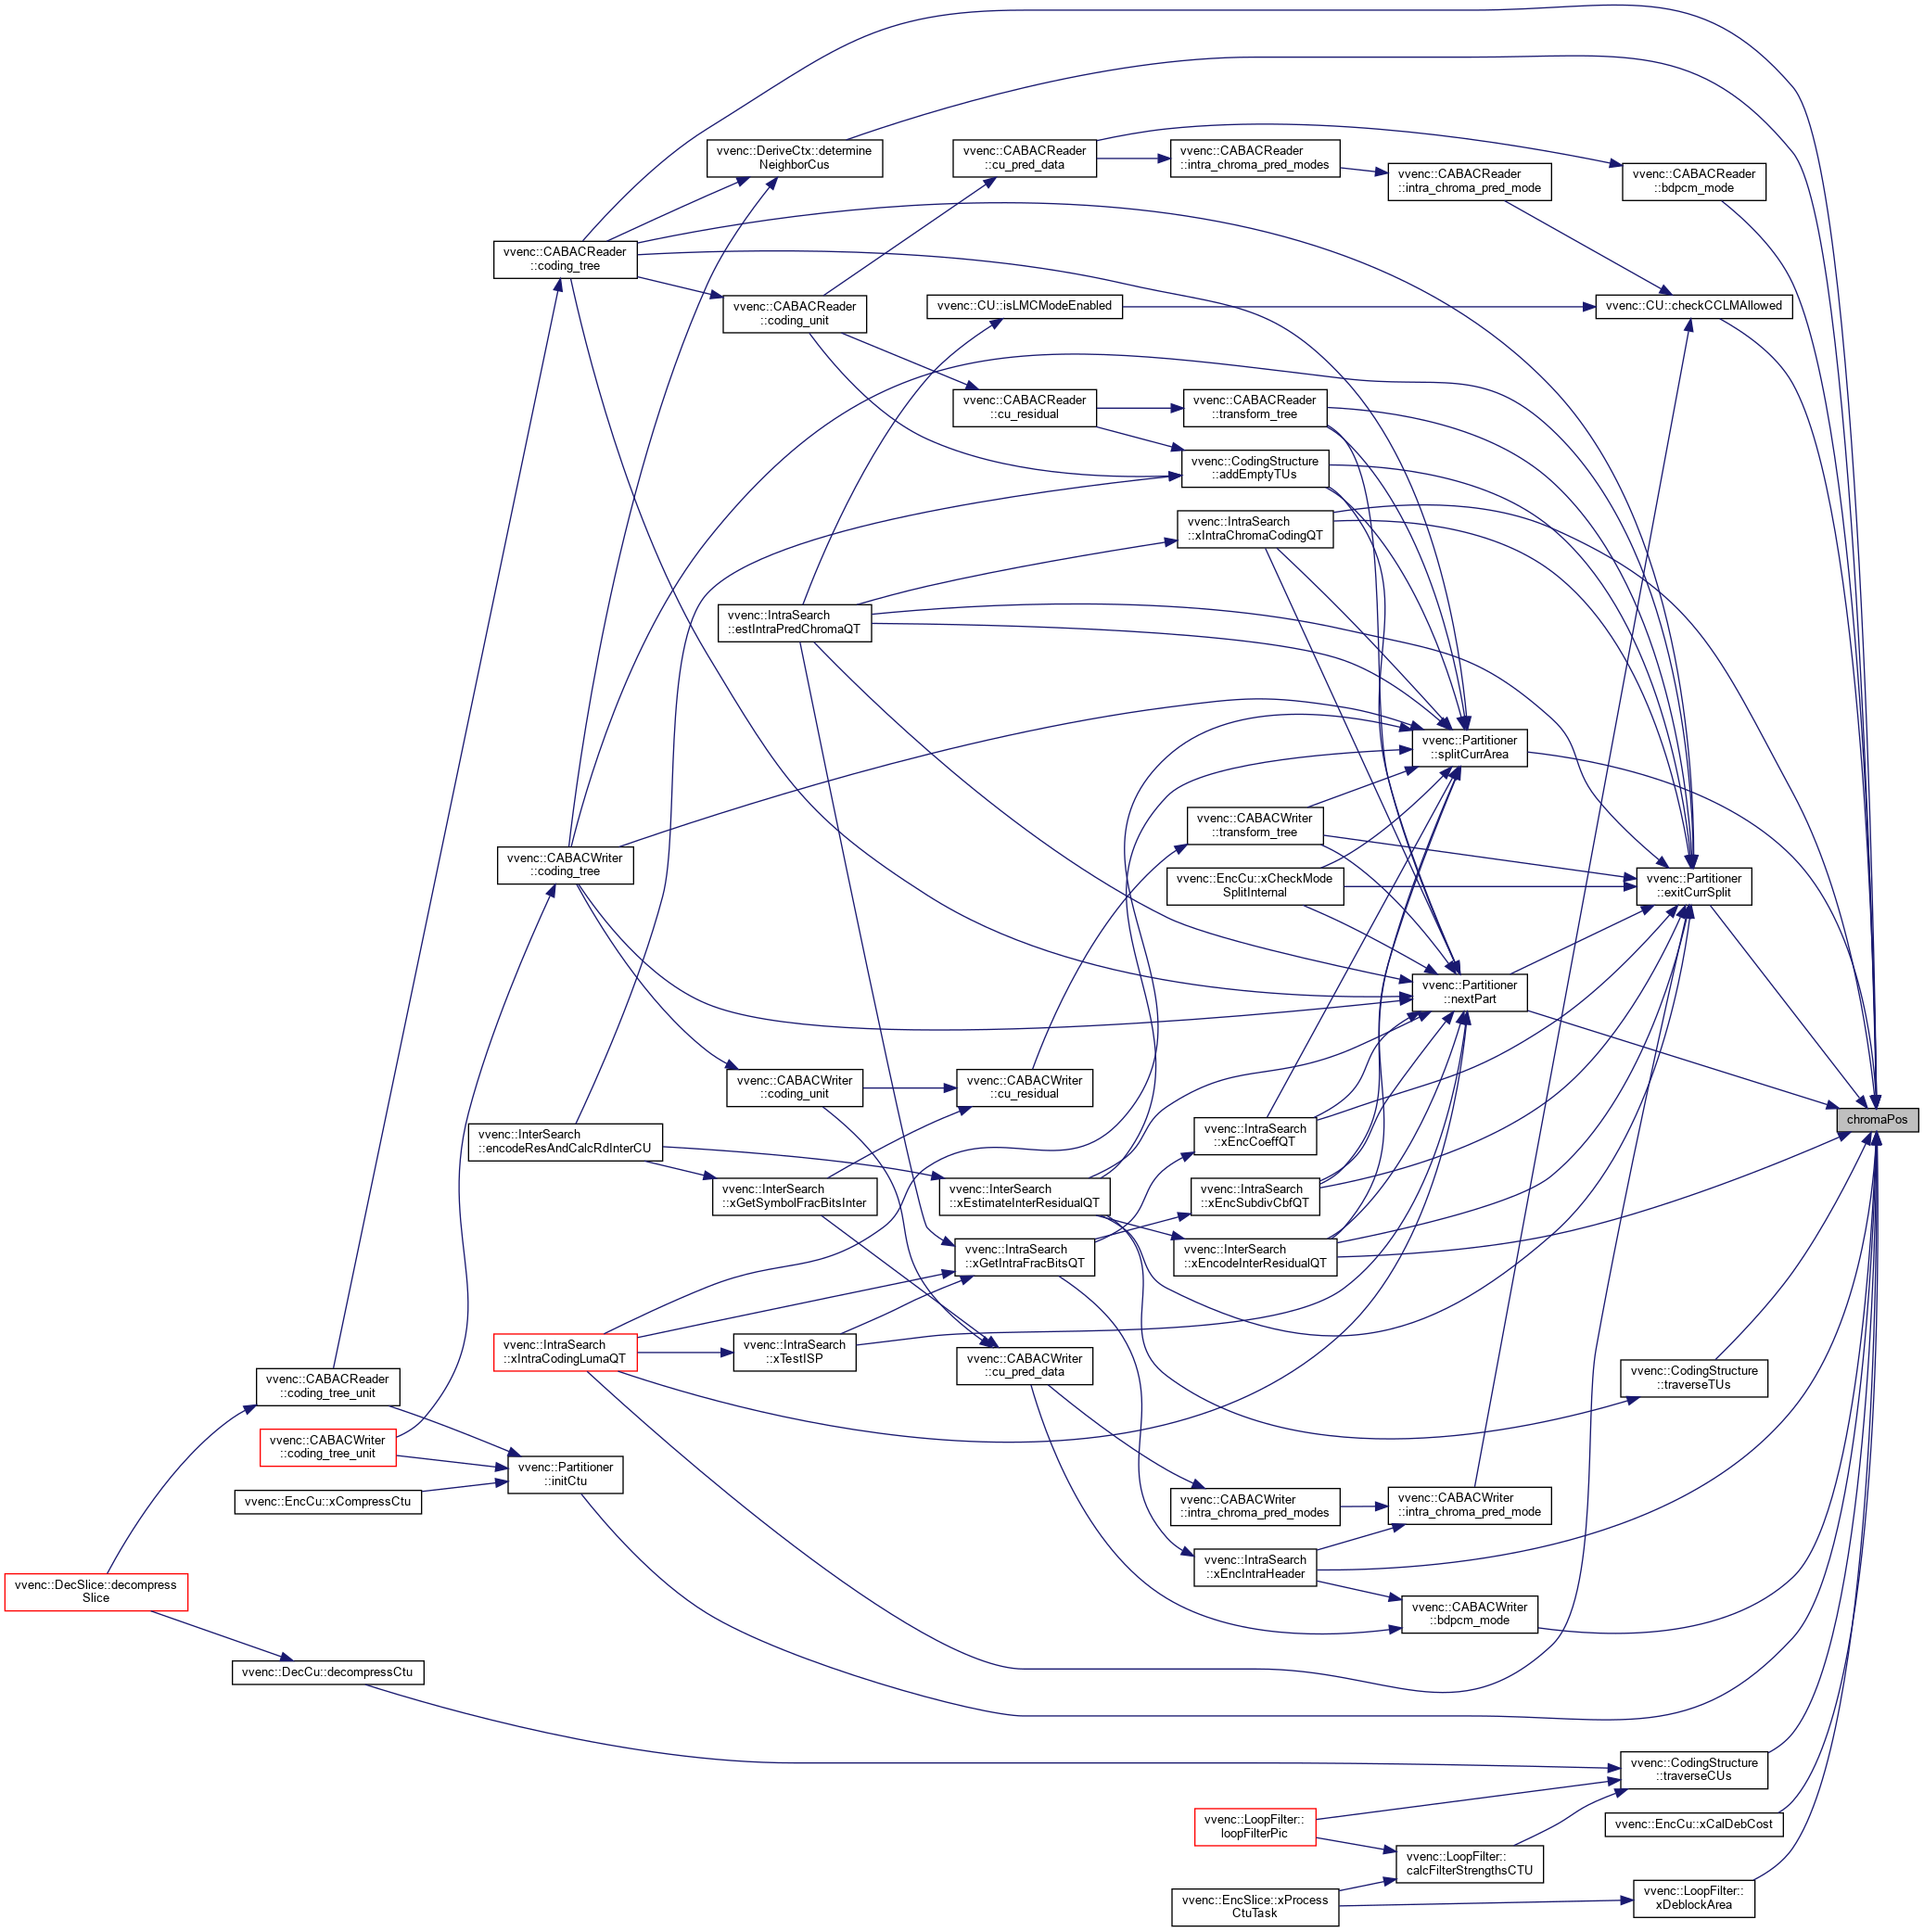 vvenc::DeriveCtx::determine
NeighborCus
vvenc::CABACReader
::cu_pred_data
vvenc::CABACReader
::intra_chroma_pred_modes
vvenc::CABACReader
::intra_chroma_pred_mode
vvenc::CABACReader
::bdpcm_mode
vvenc::CABACReader
::coding_tree
vvenc::CABACReader
::coding_unit
vvenc::CU::isLMCModeEnabled
vvenc::CU::checkCCLMAllowed
vvenc::CABACReader
::cu_residual
vvenc::CABACReader
::transform_tree
vvenc::CodingStructure
::addEmptyTUs
vvenc::IntraSearch
::xIntraChromaCodingQT
vvenc::IntraSearch
::estIntraPredChromaQT
vvenc::Partitioner
::splitCurrArea
vvenc::CABACWriter
::transform_tree
vvenc::CABACWriter
::coding_tree
vvenc::EncCu::xCheckMode
SplitInternal
vvenc::Partitioner
::exitCurrSplit
vvenc::Partitioner
::nextPart
vvenc::CABACWriter
::coding_unit
vvenc::CABACWriter
::cu_residual
chromaPos
vvenc::InterSearch
::encodeResAndCalcRdInterCU
vvenc::IntraSearch
::xEncCoeffQT
vvenc::InterSearch
::xGetSymbolFracBitsInter
vvenc::InterSearch
::xEstimateInterResidualQT
vvenc::IntraSearch
::xEncSubdivCbfQT
vvenc::IntraSearch
::xGetIntraFracBitsQT
vvenc::InterSearch
::xEncodeInterResidualQT
vvenc::IntraSearch
::xIntraCodingLumaQT
vvenc::IntraSearch
::xTestISP
vvenc::CABACWriter
::cu_pred_data
vvenc::CodingStructure
::traverseTUs
vvenc::CABACReader
::coding_tree_unit
vvenc::CABACWriter
::coding_tree_unit
vvenc::Partitioner
::initCtu
vvenc::EncCu::xCompressCtu
vvenc::CABACWriter
::intra_chroma_pred_modes
vvenc::CABACWriter
::intra_chroma_pred_mode
vvenc::IntraSearch
::xEncIntraHeader
vvenc::DecSlice::decompress
Slice
vvenc::CABACWriter
::bdpcm_mode
vvenc::DecCu::decompressCtu
vvenc::CodingStructure
::traverseCUs
vvenc::LoopFilter::
loopFilterPic
vvenc::EncCu::xCalDebCost
vvenc::LoopFilter::
calcFilterStrengthsCTU
vvenc::EncSlice::xProcess
CtuTask
vvenc::LoopFilter::
xDeblockArea